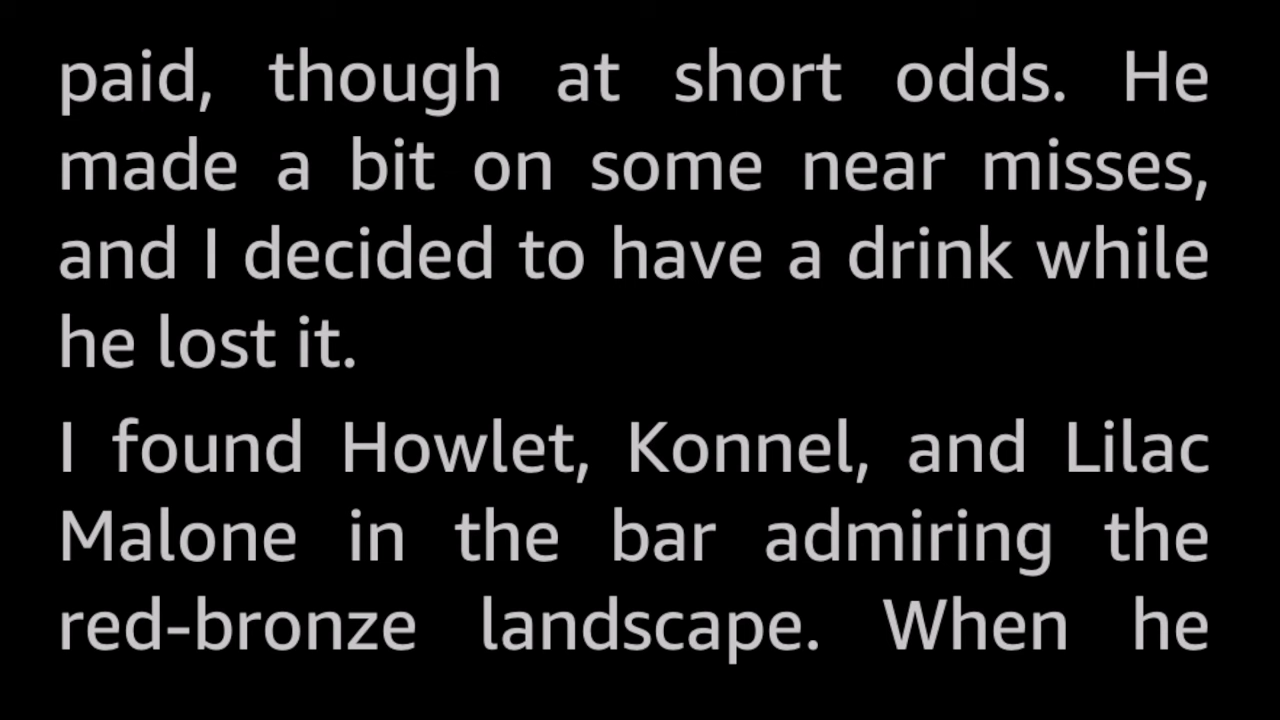 paid, though at short odds. He
made a bit on some near misses,
and I decided to have a drink while
he lost it.
I found Howlet, Konnel, and Lilac
Malone in the bar admiring the
red-bronze landscape. When he